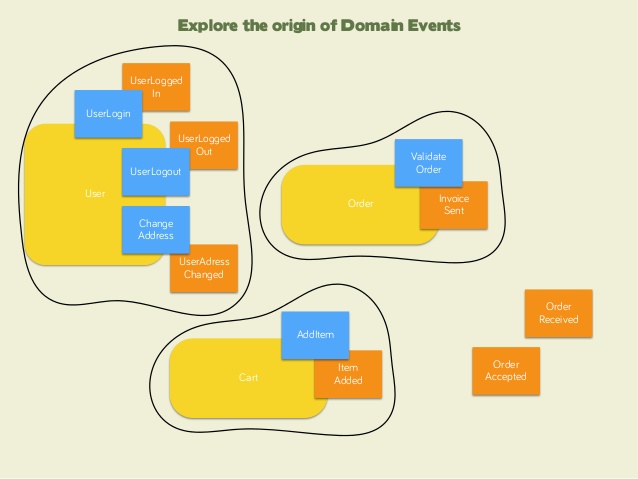 Explore the origin of Domain Events
UserLogged
In
UserLogin
UserLogged
Out
UserLogout
User
Change
Address
UserAdress
Changed
Validate
Order
Invoice
Sent
Order
AddItem
Item
Added
Cart
Order
Received
Order
Accepted